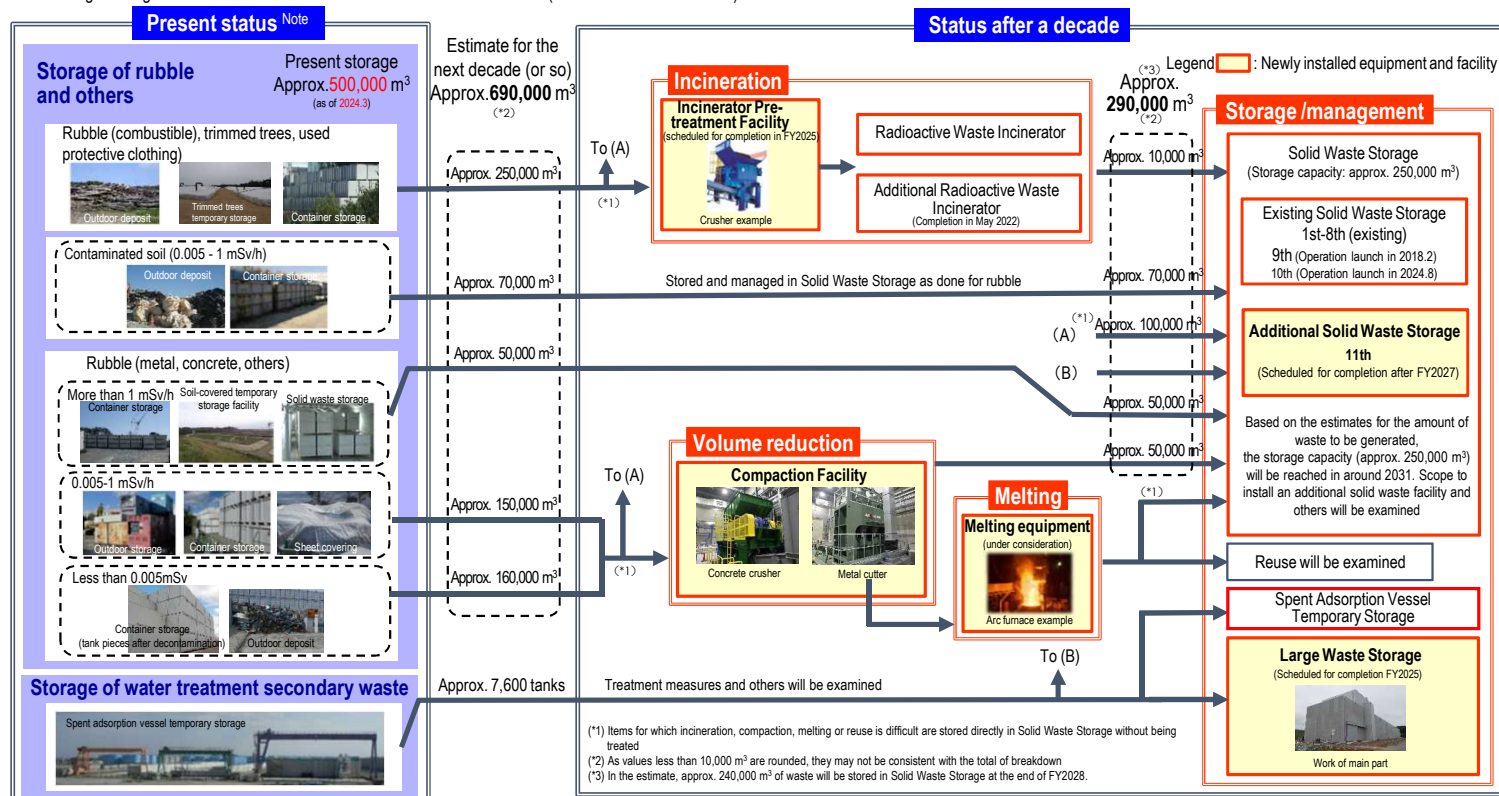 Present status Note
Status after a decade
Storage of rubble
and others
Present storage
Approx.500,000 m³
(as of 2024.3)
Estimate for the
next decade (or so)
Approx.690,000 m³
(*2)
(*3)
Approx.
290,000 m³
(*2)
Legend : Newly installed equipment and facility
Rubble (combustible), trimmed trees, used
protective clothing)
Outdoor deposit
Trimmed trees
temporary storage
Container storage
Approx. 250,000 m³
To (A)
(*1)
Incineration
Incinerator Pre-
treatment Facility
(scheduled for completion in FY2025)
Crusher example
Radioactive Waste Incinerator
Additional Radioactive Waste
Incinerator
(Completion in May 2022)
Approx. 10,000 m³
Storage /management
Solid Waste Storage
(Storage capacity: approx. 250,000 m³)
Existing Solid Waste Storage
1st-8th (existing)
9th (Operation launch in 2018.2)
10th (Operation launch in 2024.8)
Contaminated soil (0.005 - 1 mSv/h)
Outdoor deposit
Container storage
Approx. 70,000 m³
Stored and managed in Solid Waste Storage as done for rubble
Approx. 70,000 m³
(A)
(*1)
Approx. 100,000 m³
(B)
Additional Solid Waste Storage
11th
(Scheduled for completion after FY2027)
Rubble (metal, concrete, others)
More than 1 mSv/h
Container storage
Soil-covered temporary
storage facility
Solid waste storage
Approx. 50,000 m³
Approx. 50,000 m³
Based on the estimates for the amount of
waste to be generated,
the storage capacity (approx. 250,000 m³)
will be reached in around 2031. Scope to
install an additional solid waste facility and
others will be examined
0.005-1 mSv/h
Outdoor storage
Container storage
Sheet covering
Approx. 150,000 m³
To (A)
(*1)
Less than 0.005mSv
Container storage
(tank pieces after decontamination)
Outdoor deposit
Approx. 160,000 m³
Volume reduction
Compaction Facility
Concrete crusher
Metal cutter
Approx. 50,000 m³
Melting
Melting equipment
(under consideration)
Arc furnace example
(*1)
Reuse will be examined
Spent Adsorption Vessel
Temporary Storage
Storage of water treatment secondary waste
Spent adsorption vessel temporary storage
Approx. 7,600 tanks
Treatment measures and others will be examined
To (B)
Large Waste Storage
(Scheduled for completion FY2025)
Work of main part
(*1) Items for which incineration, compaction, melting or reuse is difficult are stored directly in Solid Waste Storage without being
treated
(*2) As values less than 10,000 m³ are rounded, they may not be consistent with the total of breakdown
(*3) In the estimate, approx. 240,000 m³ of waste will be stored in Solid Waste Storage at the end of FY2028.